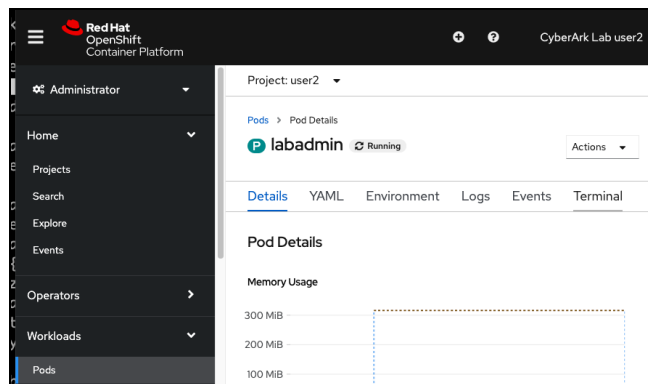 Red Hat
OpenShift
Container Platform
CyberArk Lab user2
Administrator
Home
Projects
Search
Explore
Events
Operators
Workloads
Pods
Project: user2
Pods > Pod Details
P labadmin Running
Actions
Details YAML Environment Logs Events Terminal
Pod Details
Memory Usage
300 MiB
200 MiB
100 MiB